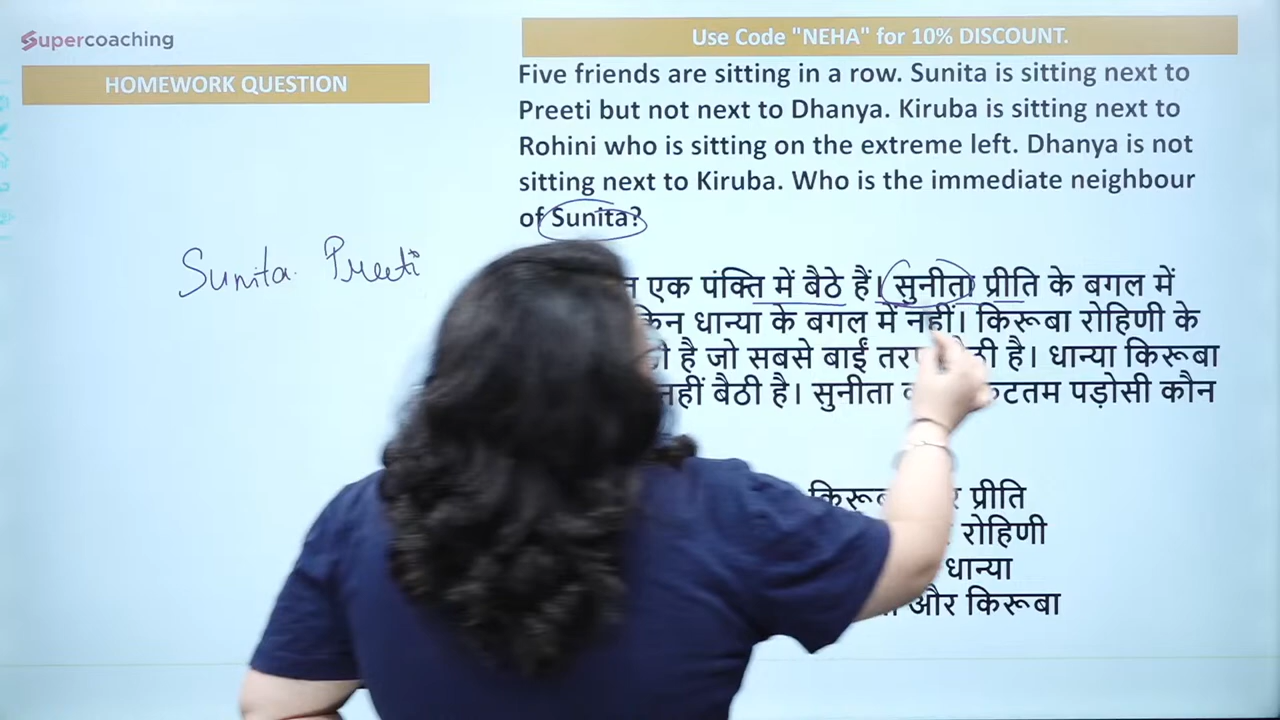 Supercoaching
Use Code "NEHA" for 10% DISCOUNT.
HOMEWORK QUESTION
Five friends are sitting in a row. Sunita is sitting next to
Preeti but not next to Dhanya. Kiruba is sitting next to
Rohini who is sitting on the extreme left. Dhanya is not
sitting next to Kiruba. Who is the immediate neighbour
of Sunita?
Sunita Preeti
एक पंक्ति में बैठे हैं। सुनीता प्रीति के बगल में
धान्या के बगल में नहीं। किरूबा रोहिणी के
है जो सबसे बाईं है। धान्या किरूबा
नहीं बैठी है। सुनीता पड़ोसी कौन
प्रीति
रोहिणी
धान्या
और किरूबा